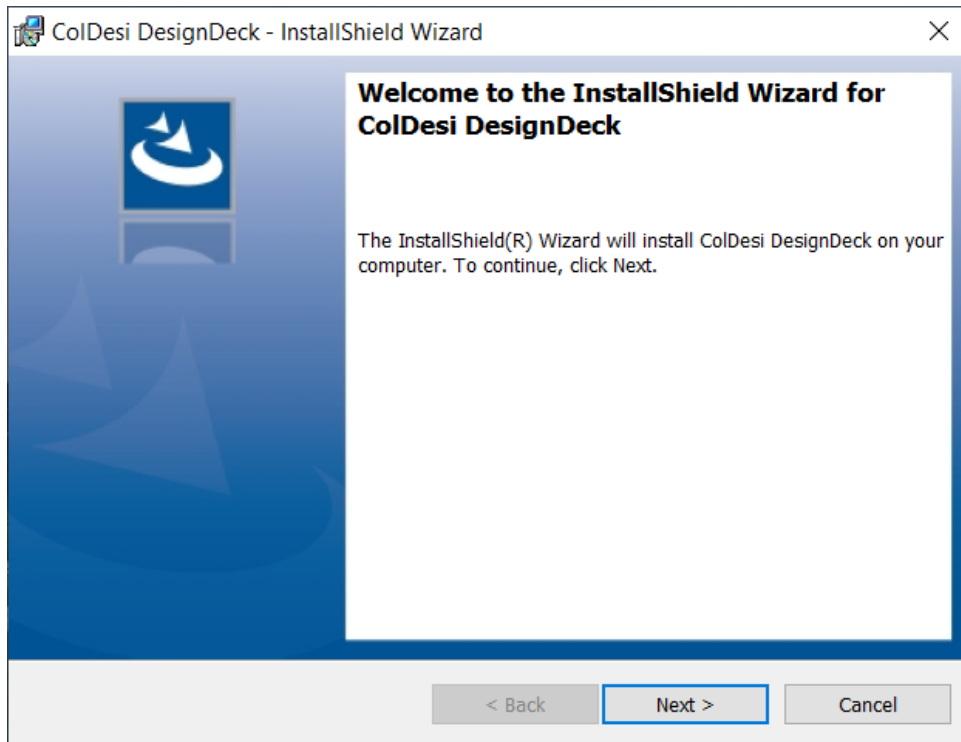 ColDesi DesignDeck - InstallShield Wizard
Welcome to the InstallShield Wizard for
ColDesi DesignDeck
The InstallShield(R) Wizard will install ColDesi DesignDeck on your
computer. To continue, click Next.
< Back
Next >
Cancel